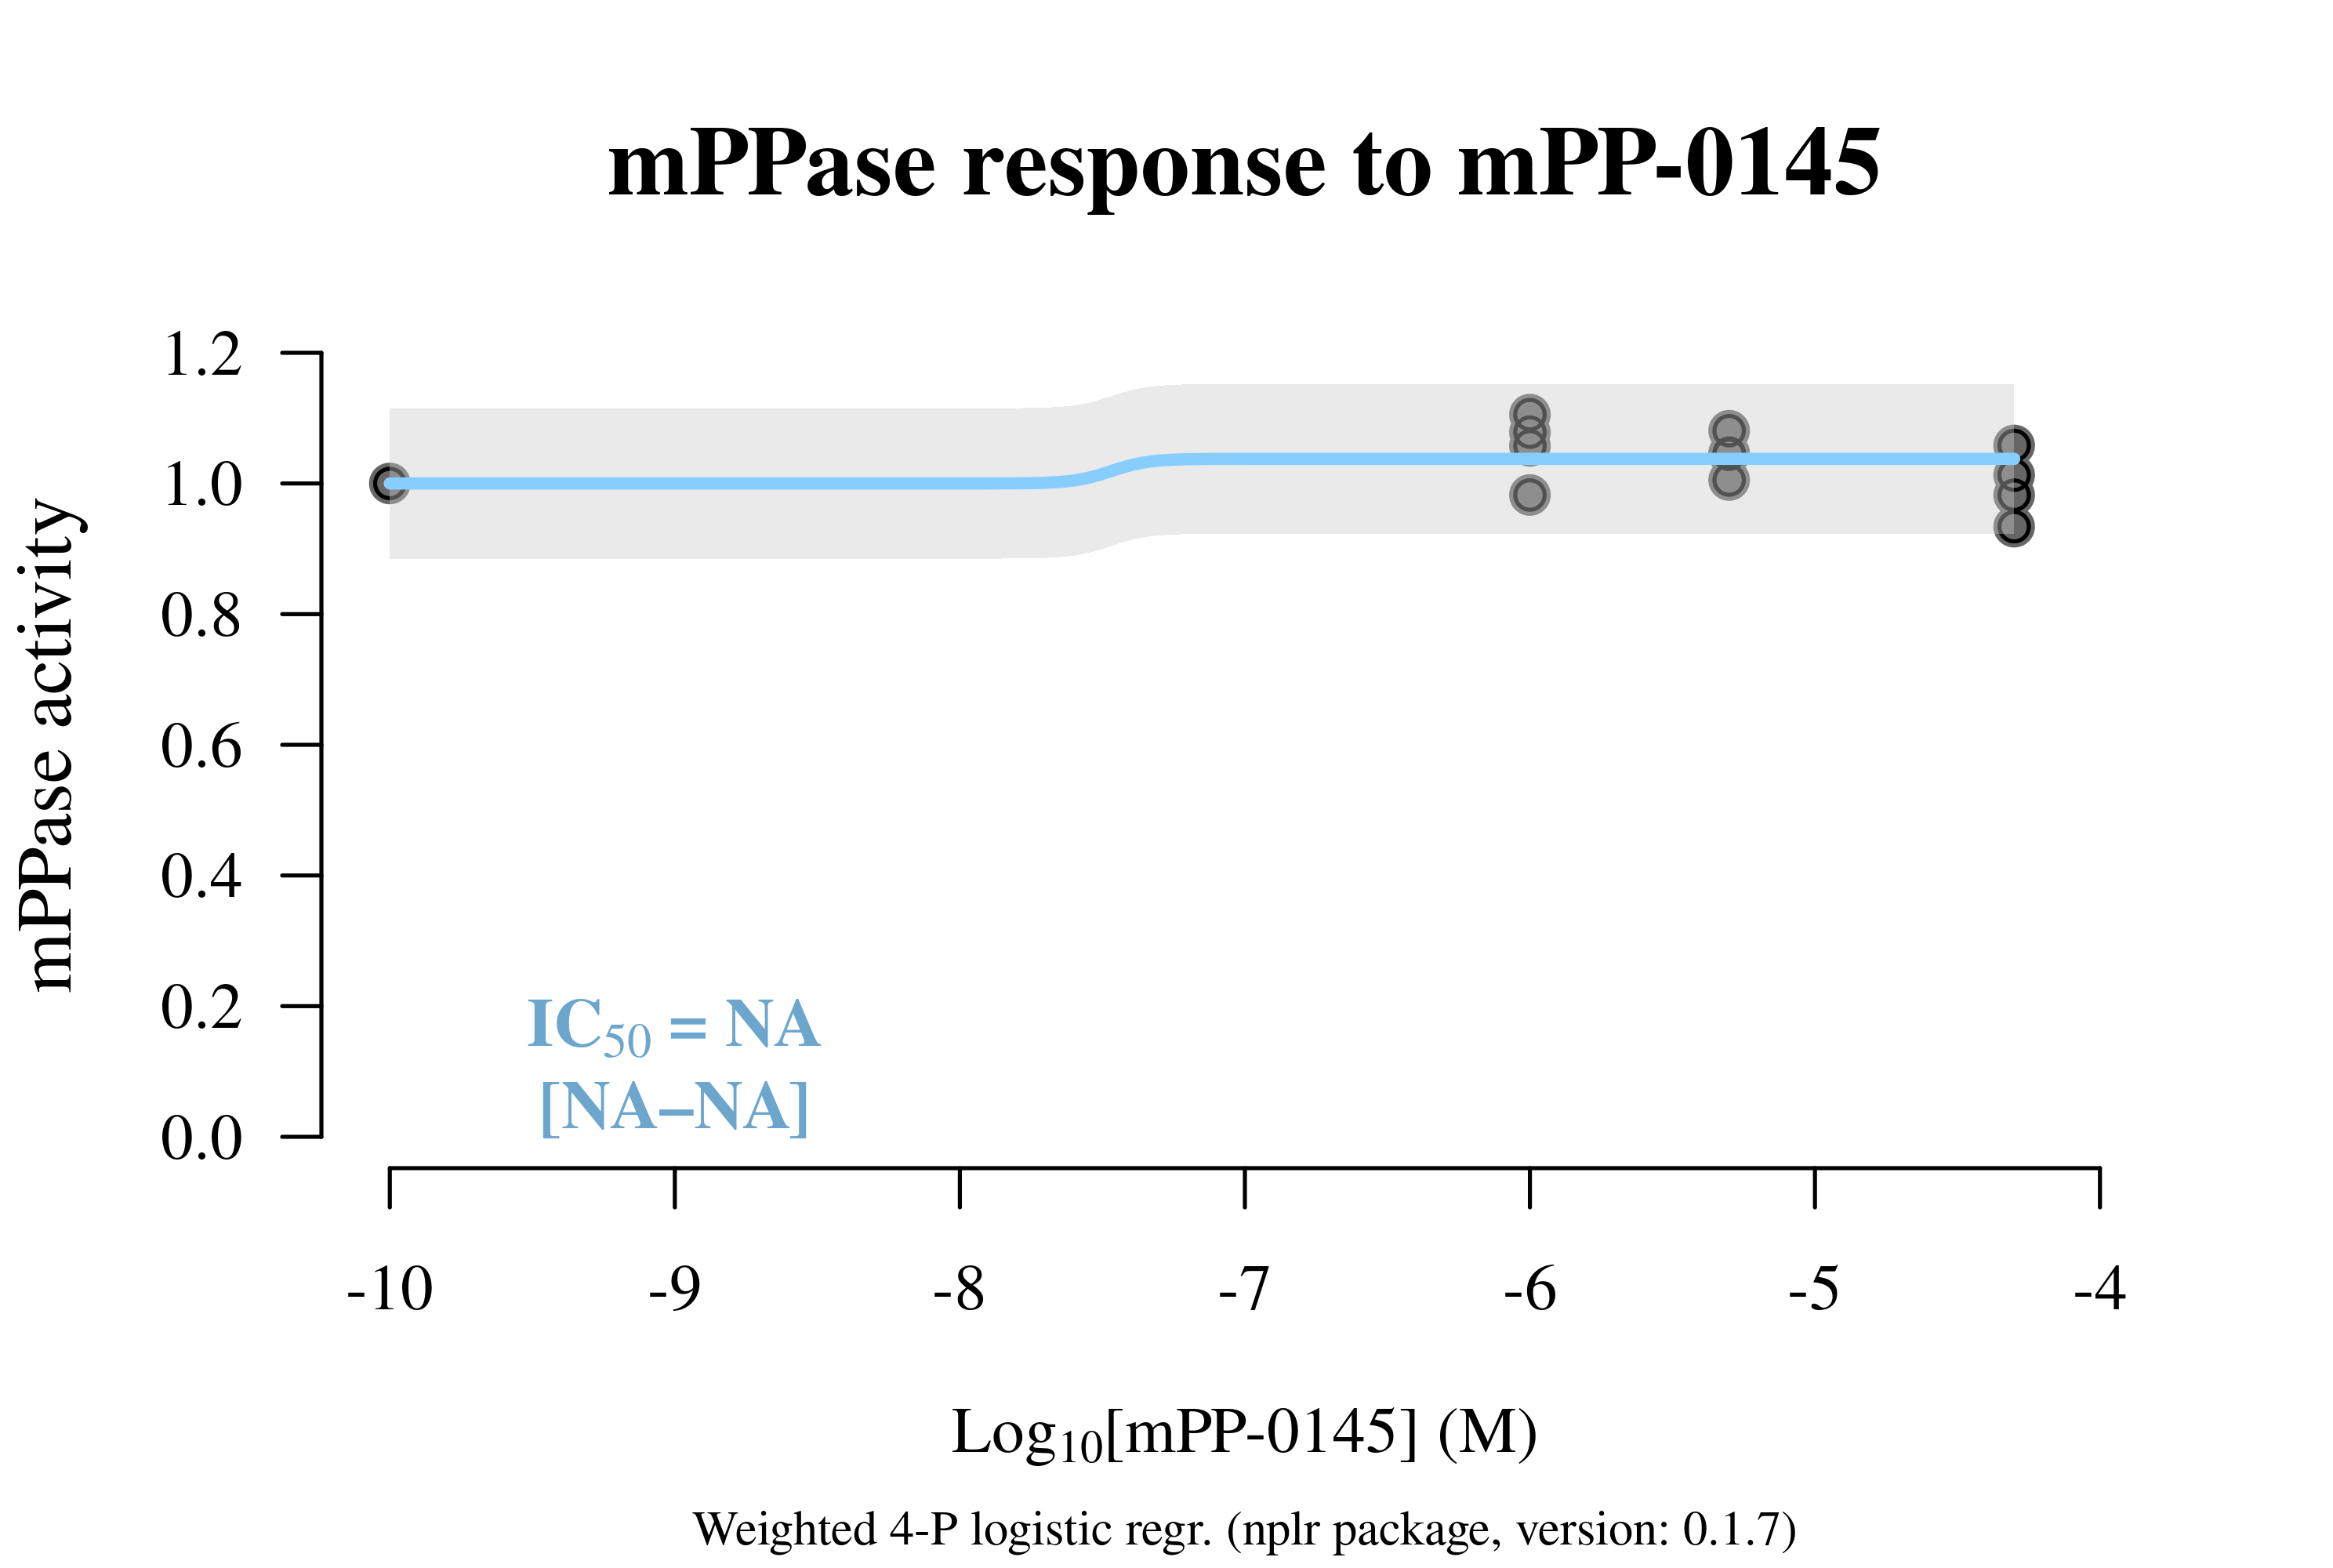 mPPase response to mPP-0145
mPPase activity
1.2
1.0
0.8
0.6
0.4
0.2
0.0
IC50 = NA
[NA–NA]
-10 -9 -8 -7 -6 -5 -4
Log10[mPP-0145] (M)
Weighted 4-P logistic regr. (nplr package, version: 0.1.7)